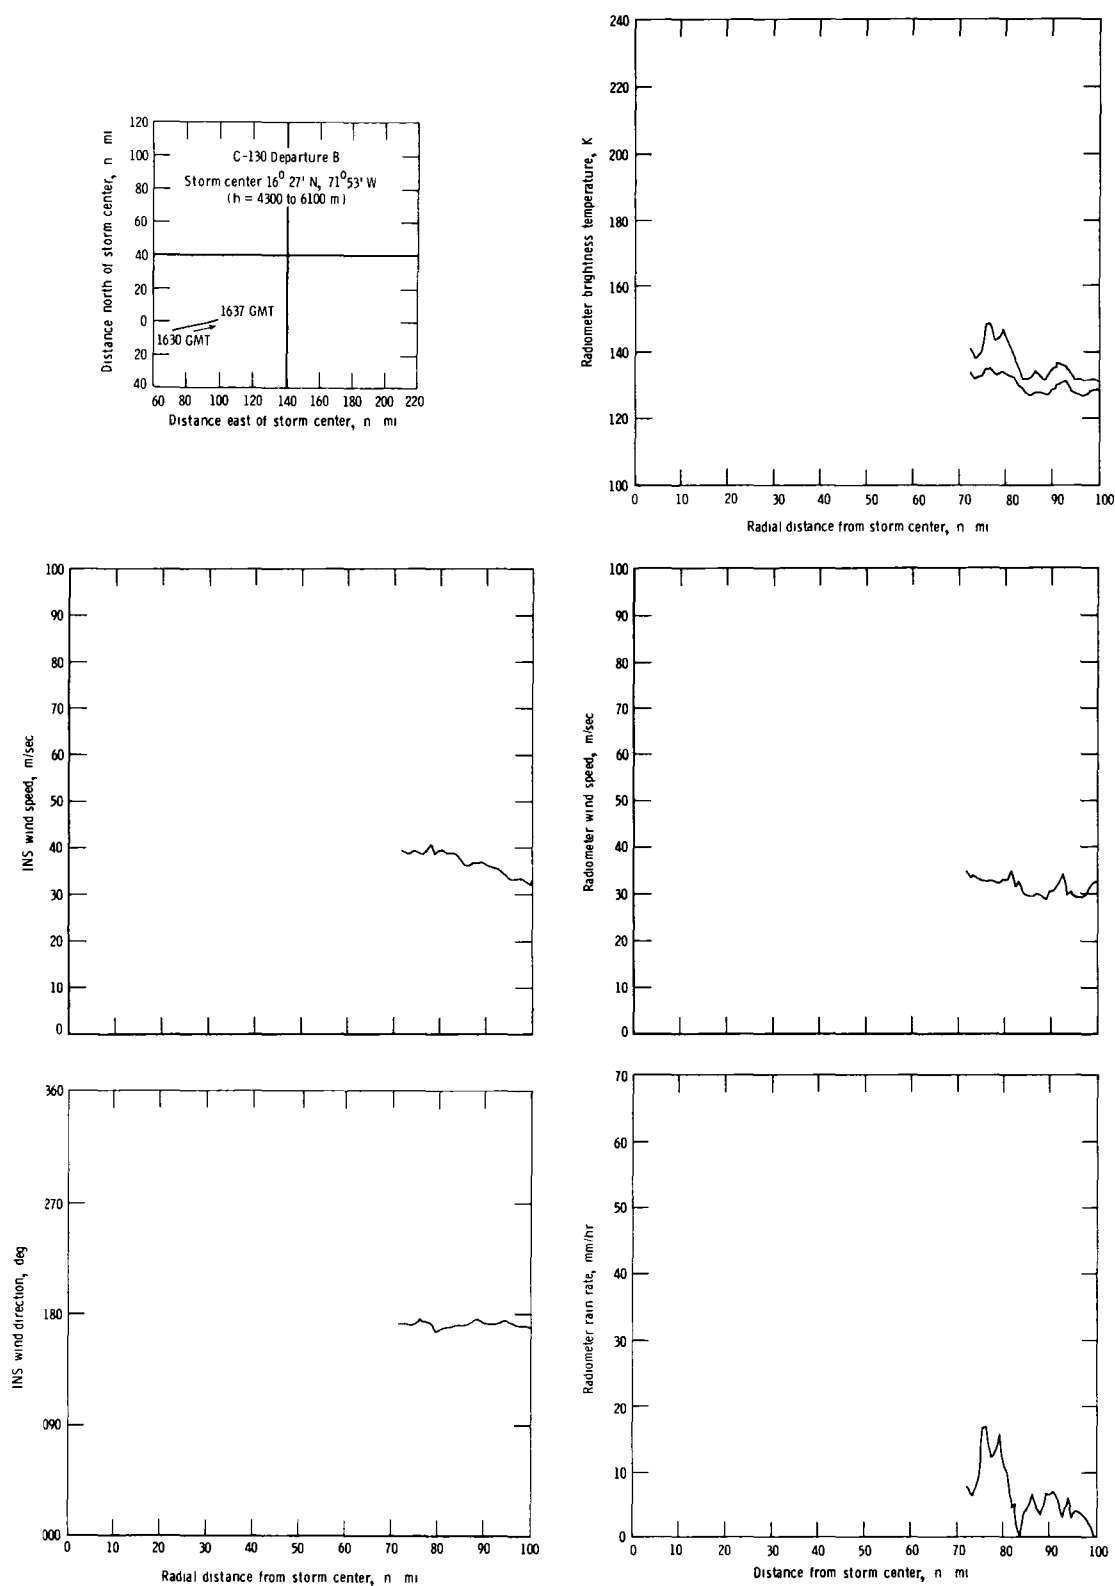 120
100
80
60
40
20
0
20
40
Distance north of storm center, n mi
C-130 Departure B
Storm center 16° 27' N, 71° 53' W
(h = 4300 to 6100 m)
1637 GMT
1630 GMT
60 80 100 120 140 160 180 200 220
Distance east of storm center, n mi
240
220
200
180
160
140
120
100
Radiometer brightness temperature, K
0 10 20 30 40 50 60 70 80 90 100
Radial distance from storm center, n mi
100
90
80
70
60
50
40
30
20
10
0
INS wind speed, m/sec
100
90
80
70
60
50
40
30
20
10
0
Radiometer wind speed, m/sec
360
270
180
090
000
INS wind direction, deg
0 10 20 30 40 50 60 70 80 90 100
Radial distance from storm center, n mi
70
60
50
40
30
20
10
0
Radiometer rain rate, mm/hr
0 10 20 30 40 50 60 70 80 90 100
Distance from storm center, n mi